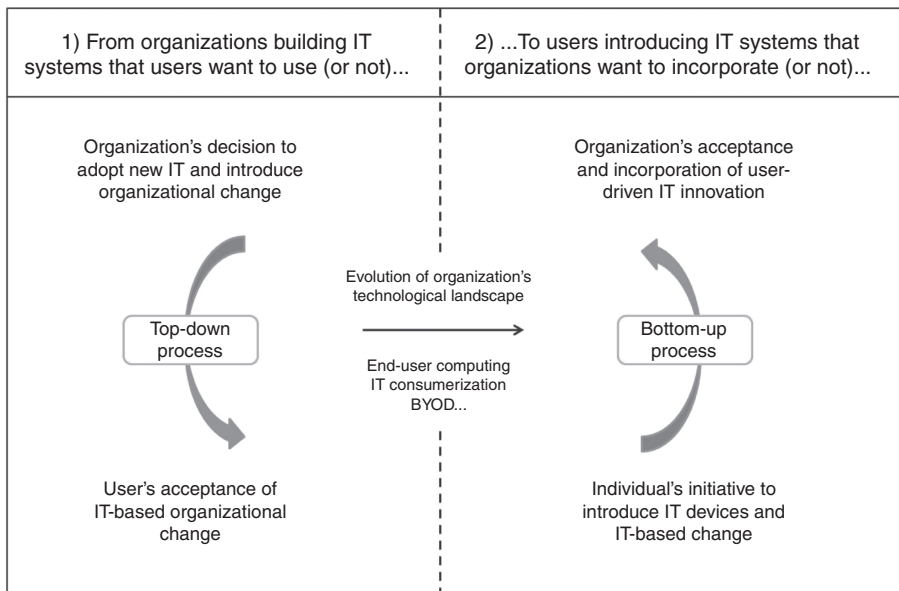 1) From organizations building IT
systems that users want to use (or not)...
2) ...To users introducing IT systems that
organizations want to incorporate (or not)...
Organization’s decision to
adopt new IT and introduce
organizational change
Top-down
process
User’s acceptance of
IT-based organizational
change
Evolution of organization’s
technological landscape
End-user computing
IT consumerization
BYOD...
Organization’s acceptance
and incorporation of user-
driven IT innovation
Bottom-up
process
Individual’s initiative to
introduce IT devices and
IT-based change